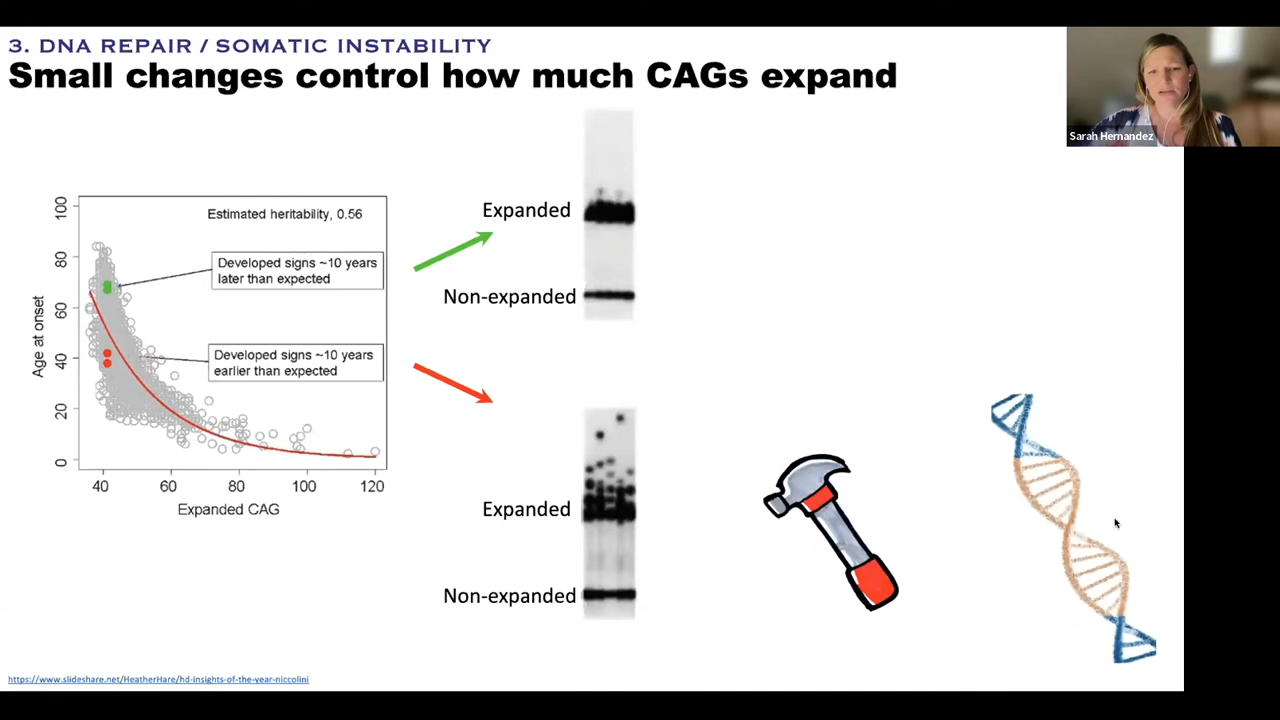 3. DNA REPAIR / SOMATIC INSTABILITY
Small changes control how much CAGs expand
Sarah Hernandez
Estimated heritability, 0.56
Developed signs ~10 years
later than expected
Developed signs ~10 years
earlier than expected
Age at onset
100
80
60
40
20
0
40
60
80
100
120
Expanded CAG
Expanded
Non-expanded
Expanded
Non-expanded
https://www.slideshare.net/HeatherHare/hd-insights-of-the-year-niccolini